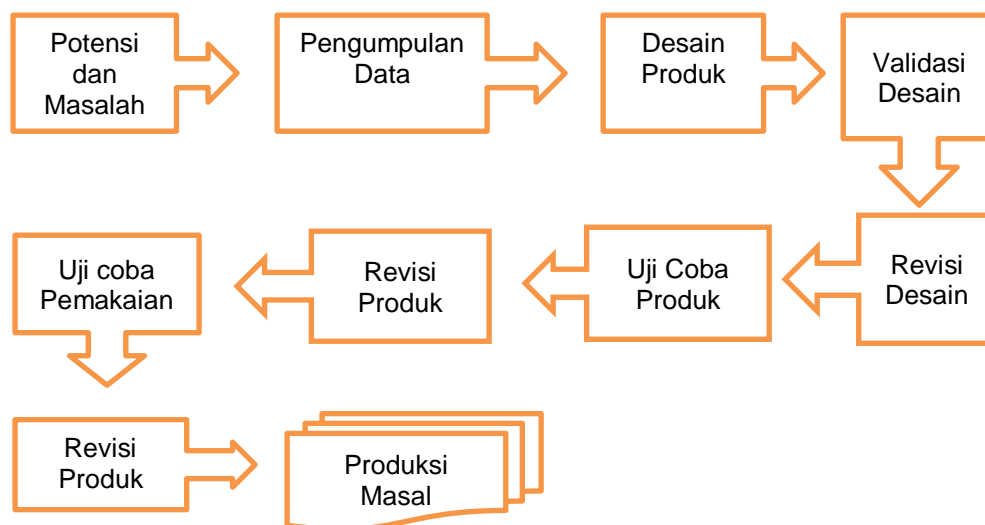 Potensi
dan
Masalah
Pengumpulan
Data
Desain
Produk
Validasi
Desain
Revisi
Desain
Uji Coba
Produk
Revisi
Produk
Uji coba
Pemakaian
Revisi
Produk
Produksi
Masal